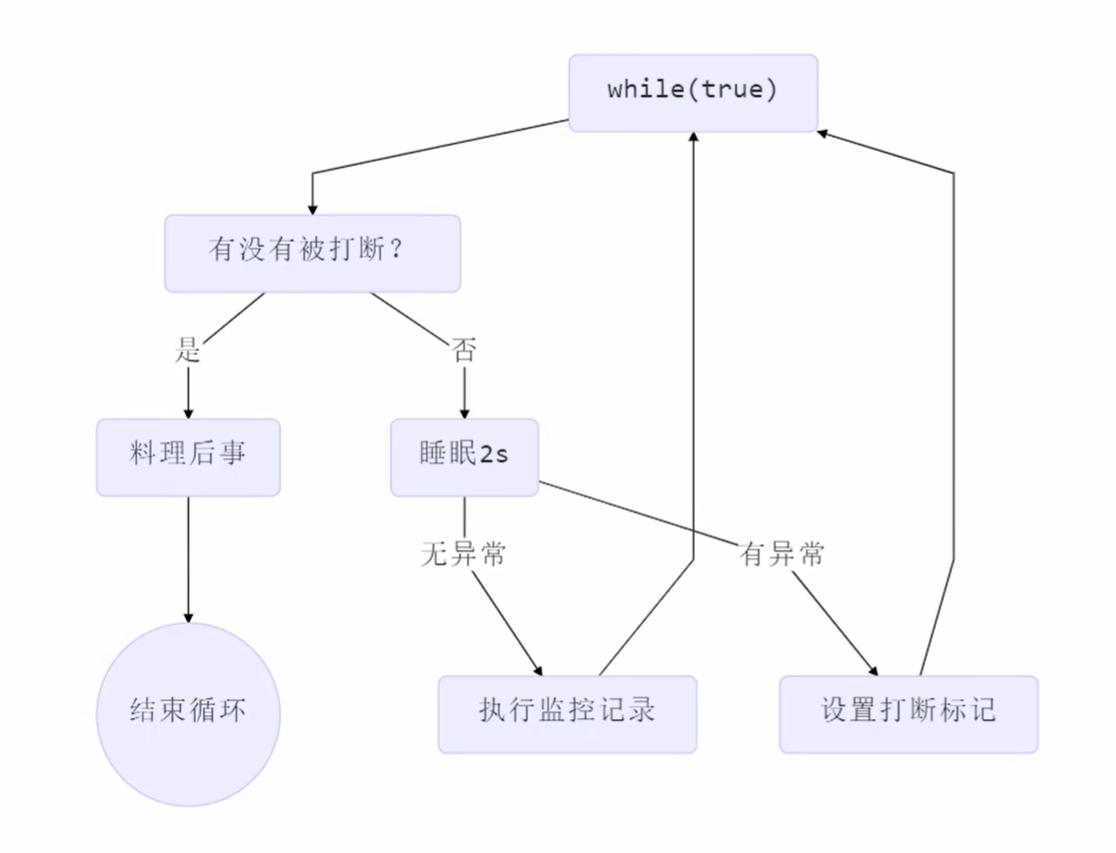 while(true)
有没有被打断？
是
否
料理后事
睡眠2s
无异常
有异常
结束循环
执行监控记录
设置打断标记